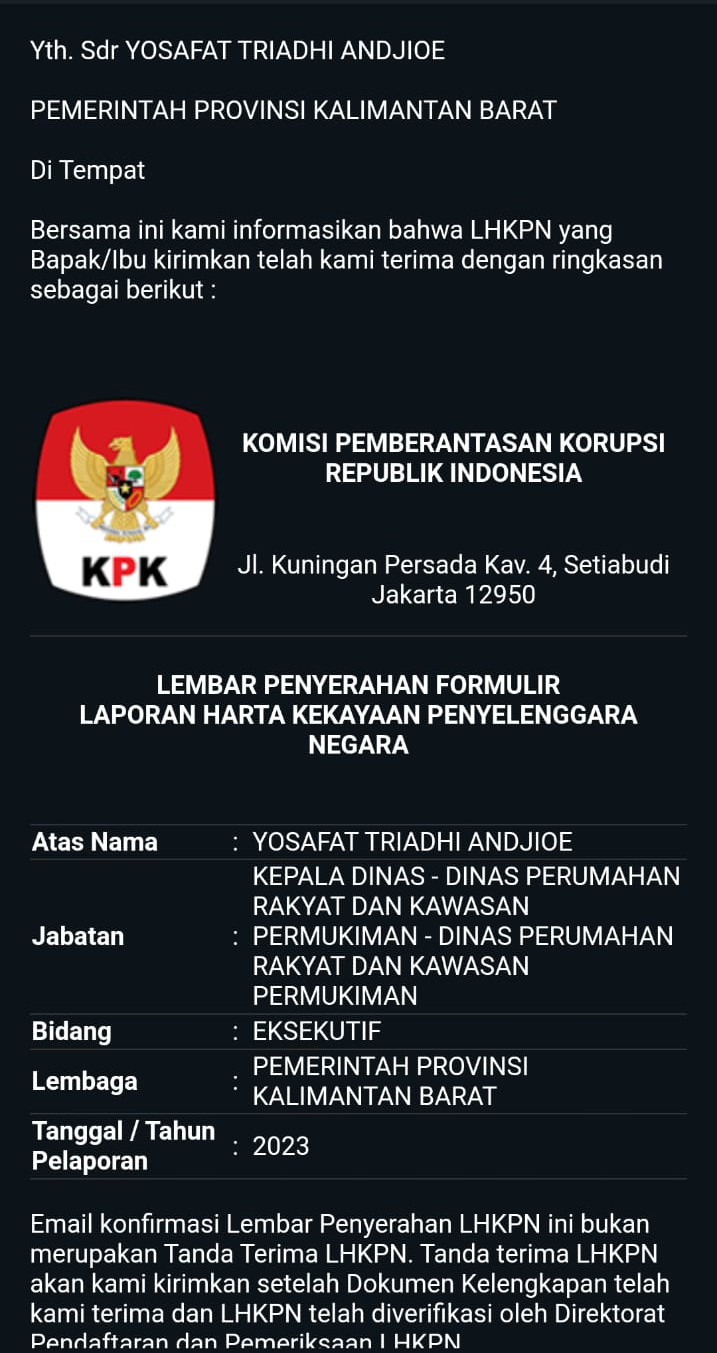 Yth. Sdr YOSAFAT TRIADHI ANDJIOE
PEMERINTAH PROVINSI KALIMANTAN BARAT
Di Tempat
Bersama ini kami informasikan bahwa LHKPN yang
Bapak/Ibu kirimkan telah kami terima dengan ringkasan
sebagai berikut :
KPK
KOMISI PEMBERANTASAN KORUPSI
REPUBLIK INDONESIA
Jl. Kuningan Persada Kav. 4, Setiabudi
Jakarta 12950
LEMBAR PENYERAHAN FORMULIR
LAPORAN HARTA KEKAYAAN PENYELENGGARA
NEGARA
Atas Nama : YOSAFAT TRIADHI ANDJIOE
Jabatan : KEPALA DINAS - DINAS PERUMAHAN
RAKYAT DAN KAWASAN
PERMUKIMAN - DINAS PERUMAHAN
RAKYAT DAN KAWASAN
PERMUKIMAN
Bidang : EKSEKUTIF
Lembaga : PEMERINTAH PROVINSI
KALIMANTAN BARAT
Tanggal / Tahun
Pelaporan : 2023
Email konfirmasi Lembar Penyerahan LHKPN ini bukan
merupakan Tanda Terima LHKPN. Tanda terima LHKPN
akan kami kirimkan setelah Dokumen Kelengkapan telah
kami terima dan LHKPN telah diverifikasi oleh Direktorat
Pendaftaran dan Pemeriksaan LHKPN